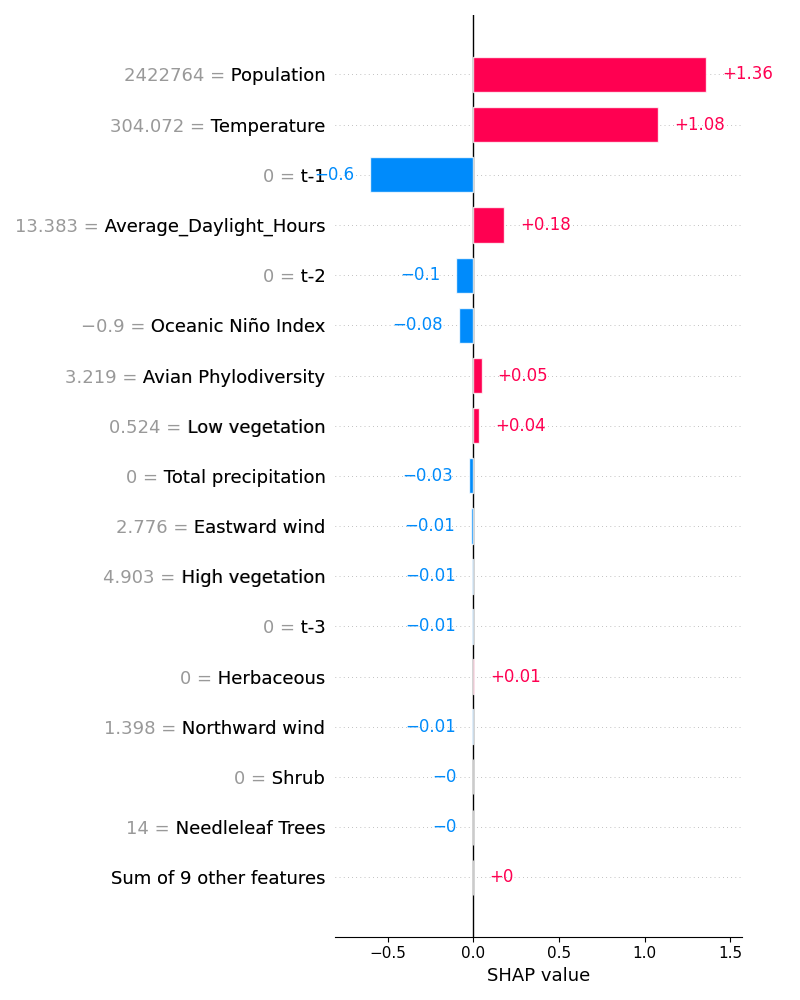 2422764 = Population +1.36
304.072 = Temperature +1.08
0 = t-1 −0.6
13.383 = Average_Daylight_Hours +0.18
0 = t-2 −0.1
−0.9 = Oceanic Niño Index −0.08
3.219 = Avian Phylodiversity +0.05
0.524 = Low vegetation +0.04
0 = Total precipitation −0.03
2.776 = Eastward wind −0.01
4.903 = High vegetation −0.01
0 = t-3 −0.01
0 = Herbaceous +0.01
1.398 = Northward wind −0.01
0 = Shrub −0
14 = Needleleaf Trees −0
Sum of 9 other features +0
−0.5 0.0 0.5 1.0 1.5
SHAP value